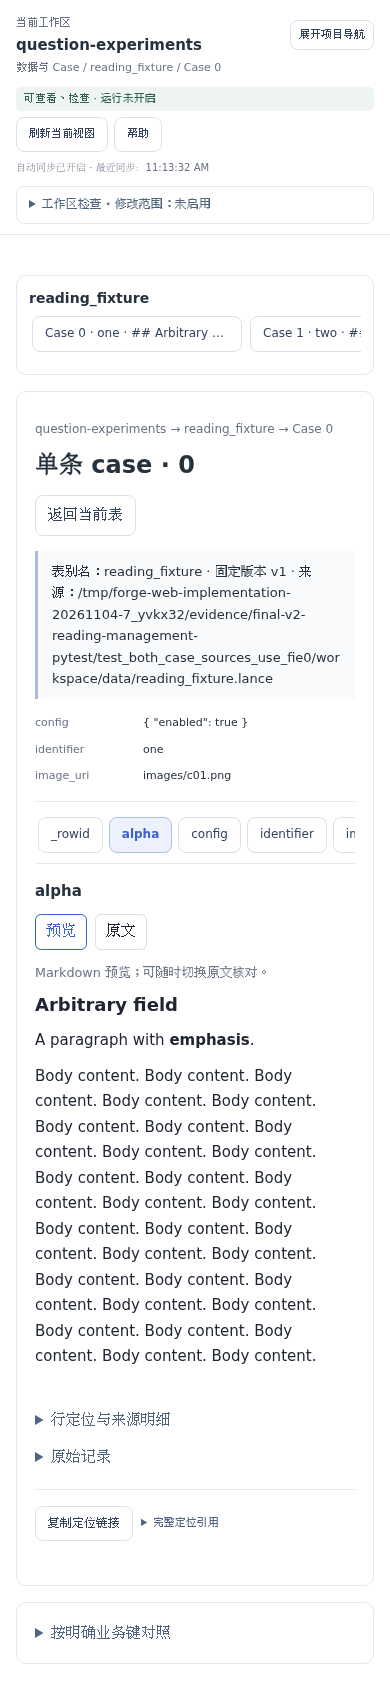 当前工作区
question-experiments
数据与 Case / reading_fixture / Case 0
展开项目导航
可查看、检查 · 运行未开启
刷新当前视图
帮助
自动同步已开启 · 最近同步: 11:13:32 AM
▶ 工作区检查 · 修改范围：未启用
reading_fixture
Case 0 · one · ## Arbitrary …
Case 1 · two · ##
question-experiments → reading_fixture → Case 0
单条 case · 0
返回当前表
表别名：reading_fixture · 固定版本 v1 · 来
源：/tmp/forge-web-implementation-
20261104-7_yvkx32/evidence/final-v2-
reading-management-
pytest/test_both_case_sources_use_fie0/wor
kspace/data/reading_fixture.lance
config { "enabled": true }
identifier one
image_uri images/c01.png
_rowid alpha config identifier
alpha
预览 原文
Markdown 预览；可随时切换原文核对。
Arbitrary field
A paragraph with emphasis.
Body content. Body content. Body
content. Body content. Body content.
Body content. Body content. Body
content. Body content. Body content.
Body content. Body content. Body
content. Body content. Body content.
Body content. Body content. Body
content. Body content. Body content.
Body content. Body content. Body
content. Body content. Body content.
Body content. Body content. Body
content. Body content. Body content.
▶ 行定位与来源明细
▶ 原始记录
复制定位链接 ▶ 完整定位引用
▶ 按明确业务键对照